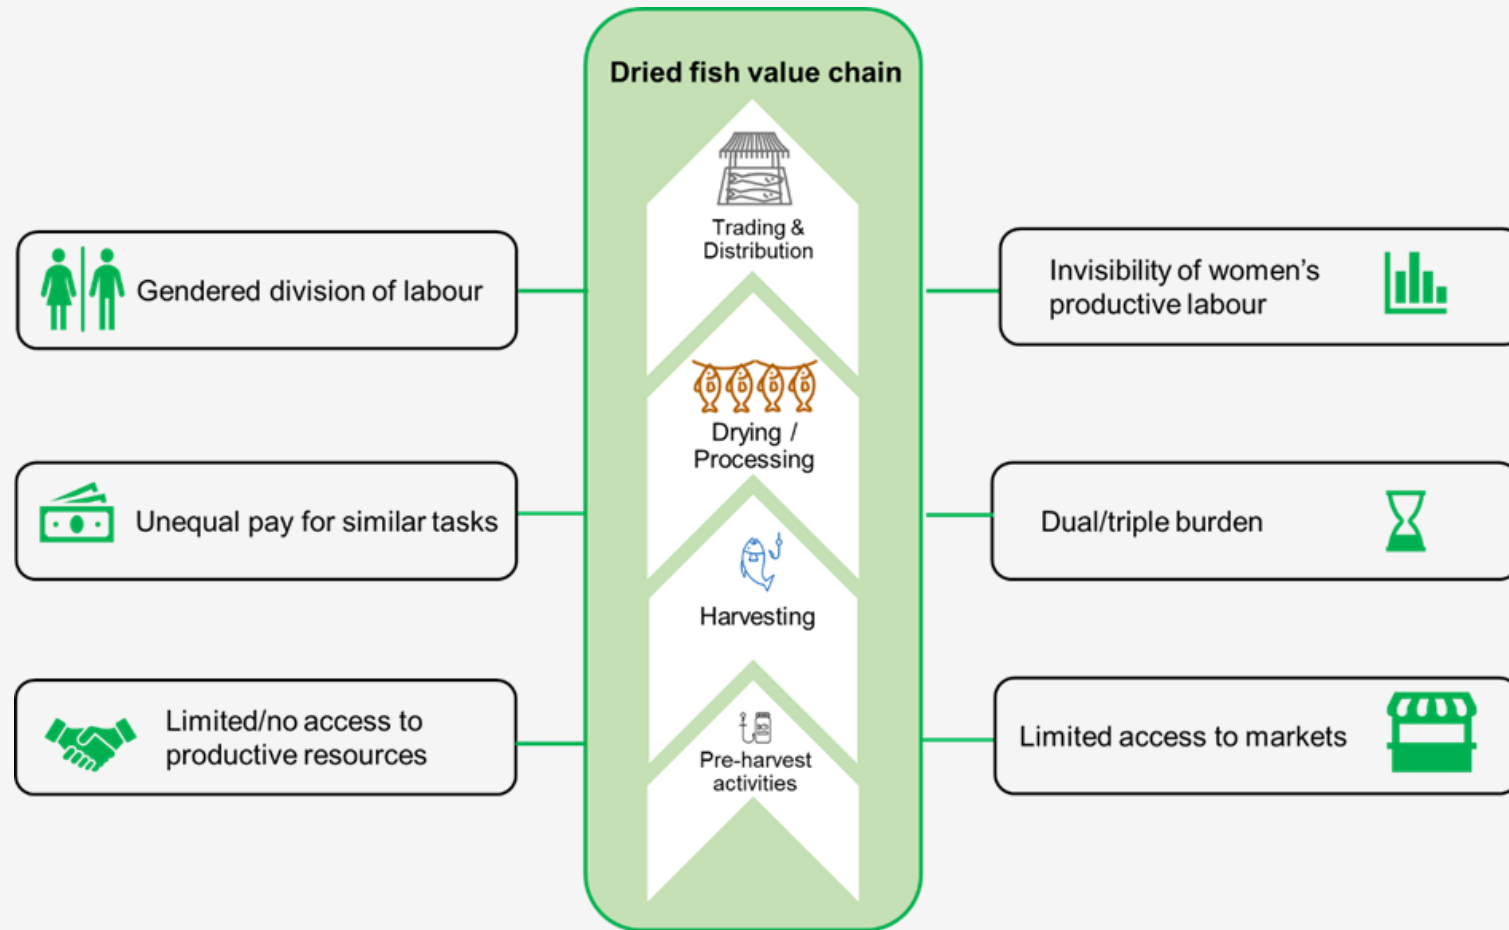 Dried fish value chain
Trading &
Distribution
Drying /
Processing
Harvesting
Pre-harvest
activities
Gendered division of labour
Unequal pay for similar tasks
Limited/no access to
productive resources
Invisibility of women’s
productive labour
Dual/triple burden
Limited access to markets